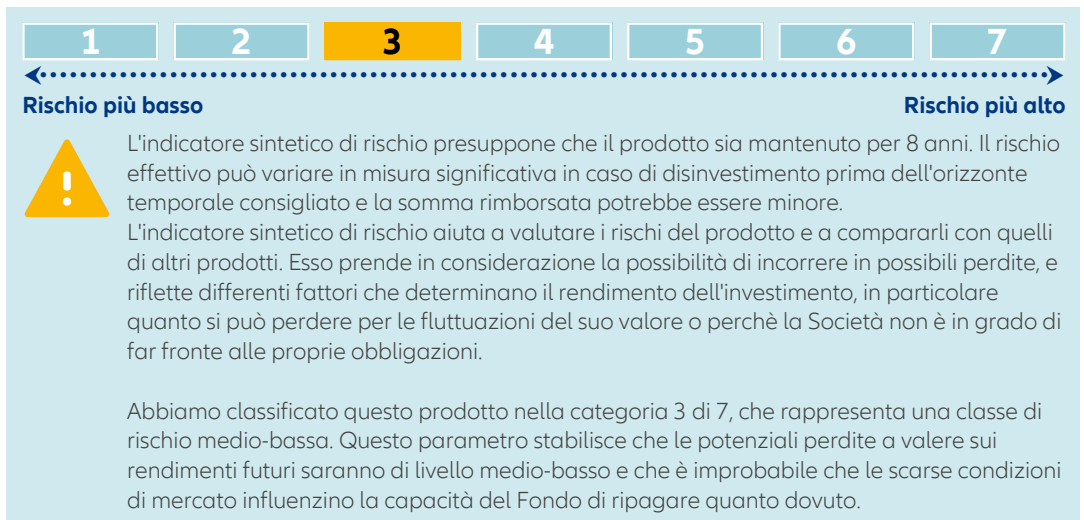 1 2 3 4 5 6 7
Rischio più basso Rischio più alto
L'indicatore sintetico di rischio presuppone che il prodotto sia mantenuto per 8 anni. Il rischio
effettivo può variare in misura significativa in caso di disinvestimento prima dell'orizzonte
temporale consigliato e la somma rimborsata potrebbe essere minore.
L'indicatore sintetico di rischio aiuta a valutare i rischi del prodotto e a compararli con quelli
di altri prodotti. Esso prende in considerazione la possibilità di incorrere in possibili perdite, e
riflette differenti fattori che determinano il rendimento dell'investimento, in particolare
quanto si può perdere per le fluttuazioni del suo valore o perchè la Società non è in grado di
far fronte alle proprie obbligazioni.
Abbiamo classificato questo prodotto nella categoria 3 di 7, che rappresenta una classe di
rischio medio-bassa. Questo parametro stabilisce che le potenziali perdite a valere sui
rendimenti futuri saranno di livello medio-basso e che è improbabile che le scarse condizioni
di mercato influenzino la capacità del Fondo di ripagare quanto dovuto.